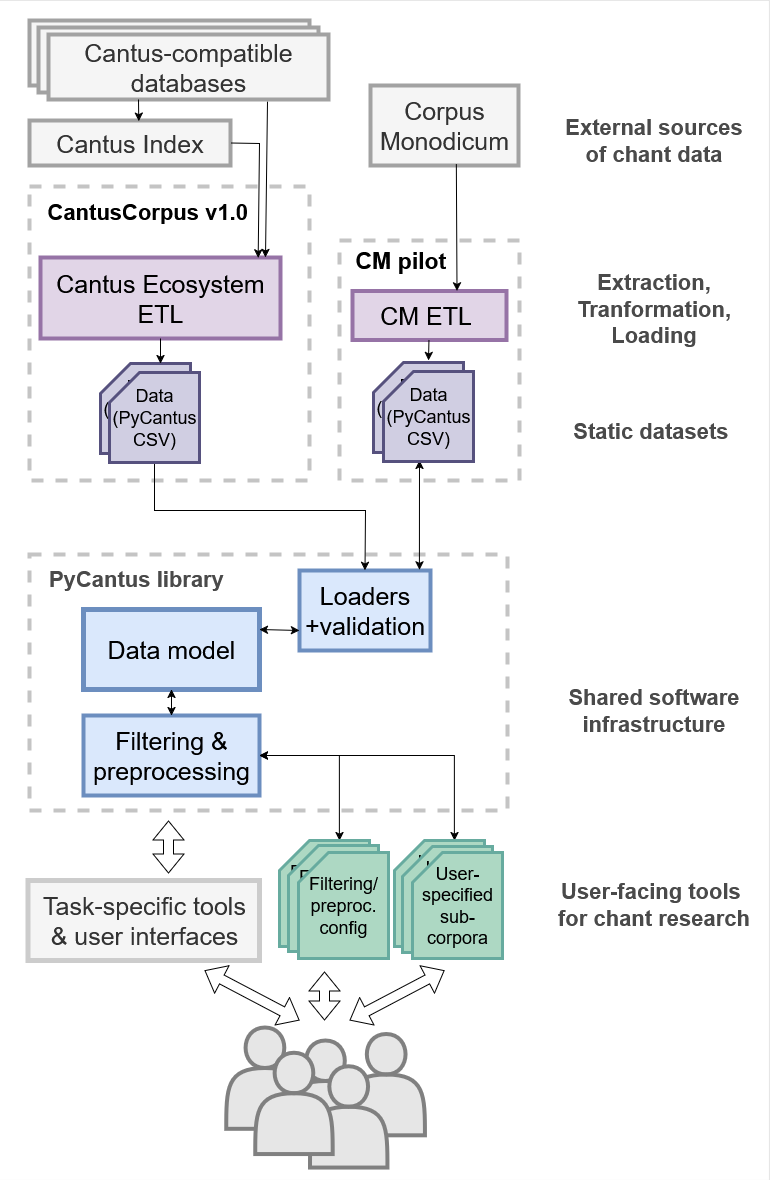 Cantus-compatible
databases
Cantus Index
Corpus
Monodicum
External sources
of chant data
CantusCorpus v1.0
Cantus Ecosystem
ETL
CM pilot
CM ETL
Extraction,
Tranformation,
Loading
Data
(PyCantus
CSV)
Data
(PyCantus
CSV)
Static datasets
PyCantus library
Loaders
+validation
Data model
Filtering &
preprocessing
Shared software
infrastructure
Task-specific tools
& user interfaces
Filtering/
preproc.
config
User-
specified
sub-
corpora
User-facing tools
for chant research